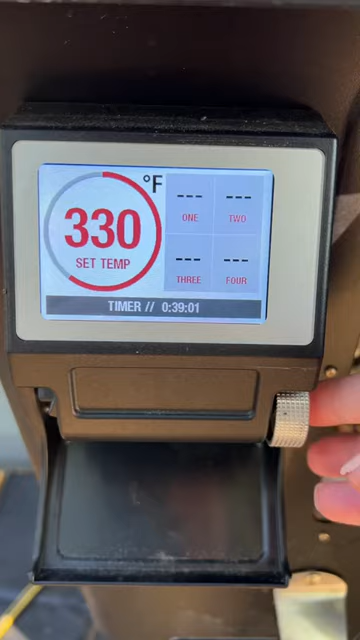 °F
330
SET TEMP
--- ---
ONE TWO
--- ---
THREE FOUR
TIMER // 0:39:01